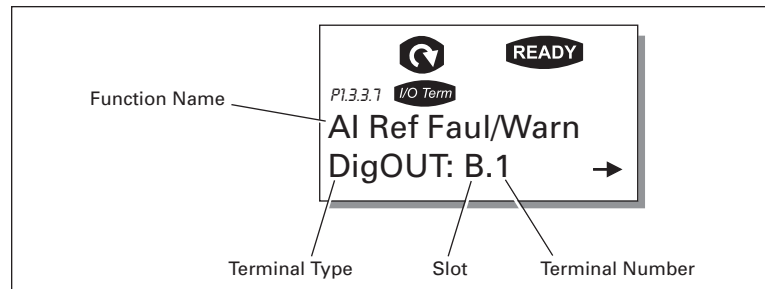 READY
P1.3.3.7 I/O Term
Function Name
AI Ref Faul/Warn
DigOUT: B.1
Terminal Type Slot Terminal Number